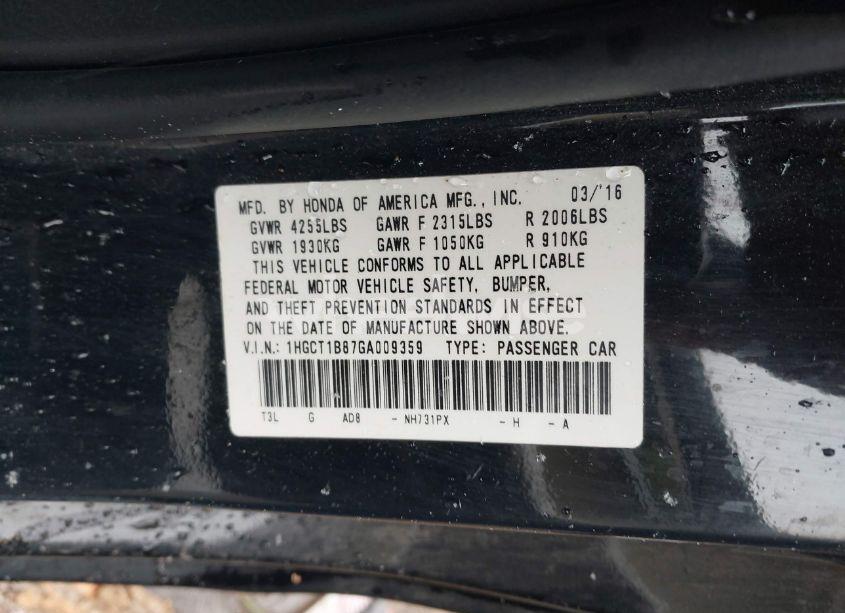 MFD. BY HONDA OF AMERICA MFG., INC. 03/'16
GVWR 4255LBS GAWR F 2315LBS R 2006LBS
GVWR 1930KG GAWR F 1050KG R 910KG
THIS VEHICLE CONFORMS TO ALL APPLICABLE
FEDERAL MOTOR VEHICLE SAFETY, BUMPER,
AND THEFT PREVENTION STANDARDS IN EFFECT
ON THE DATE OF MANUFACTURE SHOWN ABOVE.
V.I.N.: 1HGCT1B87GA009359 TYPE: PASSENGER CAR
T3L G AD8 - NH731PX - H - A